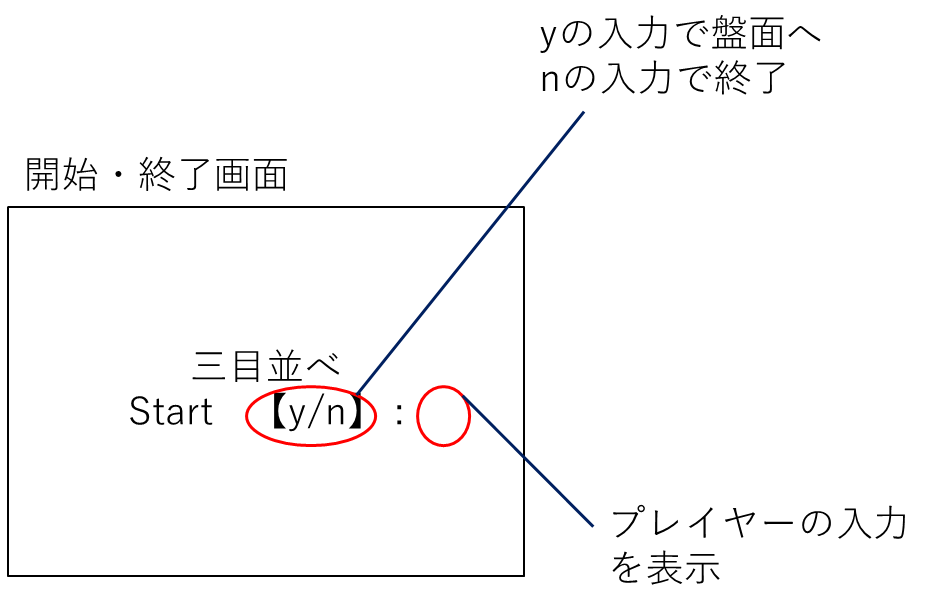 yの入力で盤面へ
nの入力で終了
開始・終了画面
三目並べ
Start 【y/n】:
プレイヤーの入力
を表示